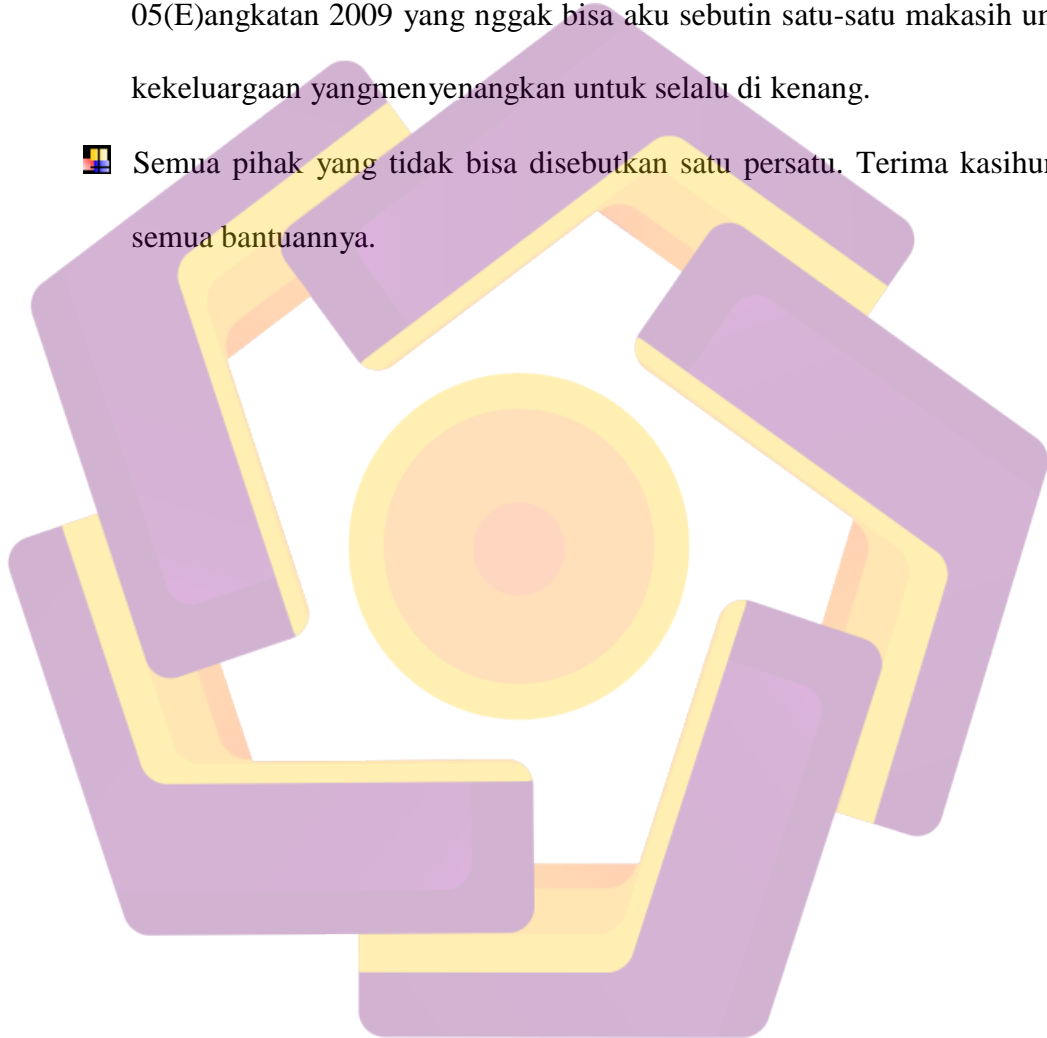 05(E)angkatan 2009 yang nggak bisa aku sebutin satu-satu makasih un
kekeluargaan yangmenyenangkan untuk selalu di kenang.
Semua pihak yang tidak bisa disebutkan satu persatu. Terima kasihun
semua bantuannya.